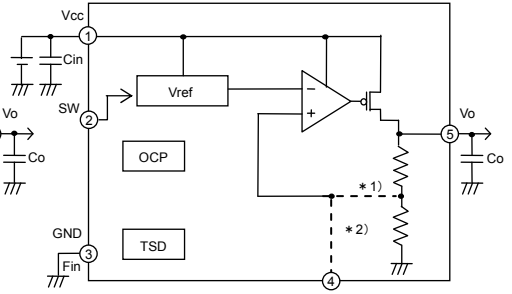 Vcc
1
Cin
Vo
SW
2
Vref
−
+
Vo
5
Co
Co
OCP
*1)
*2)
GND
3
Fin
TSD
4